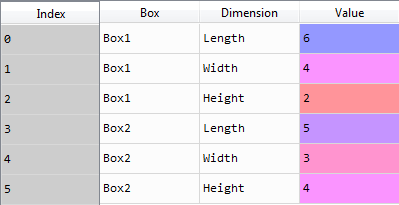 Index Box Dimension Value
0 Box1 Length 6
1 Box1 Width 4
2 Box1 Height 2
3 Box2 Length 5
4 Box2 Width 3
5 Box2 Height 4